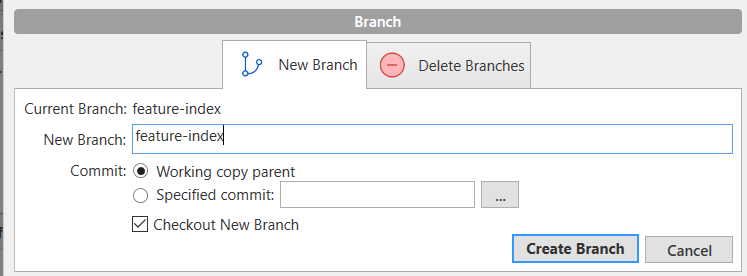 Branch
New Branch
Delete Branches
Current Branch: feature-index
New Branch: feature-index
Commit: Working copy parent
Specified commit: ...
Checkout New Branch
Create Branch Cancel